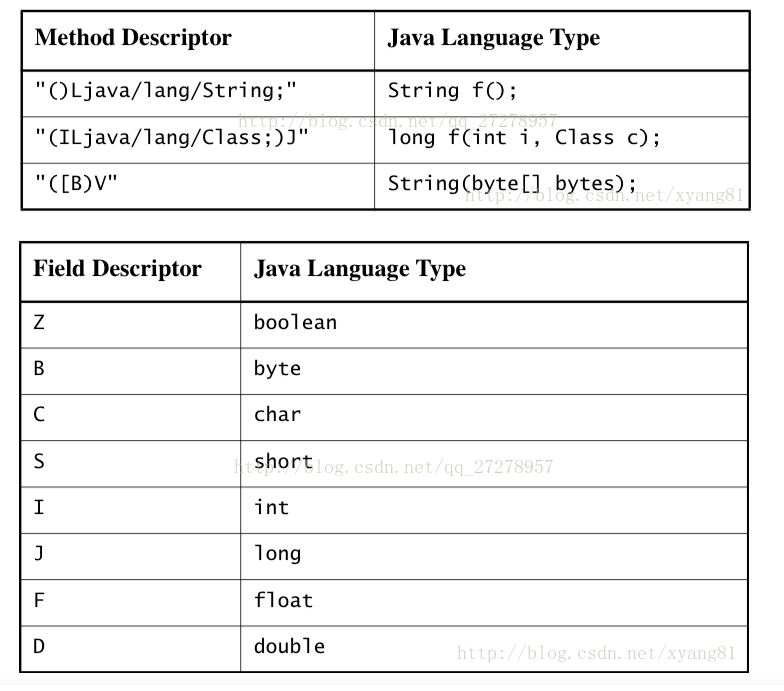 Method Descriptor Java Language Type
"()Ljava/lang/String;" String f();
http://blog.csdn.net/qq_27278957
"(ILjava/lang/Class;)J" long f(int i, Class c);
"([B)V" String(byte[] bytes);
http://blog.csdn.net/xyang81
Field Descriptor Java Language Type
Z boolean
B byte
C char
S short
http://blog.csdn.net/qq_27278957
I int
J long
F float
D double
http://blog.csdn.net/xyang81